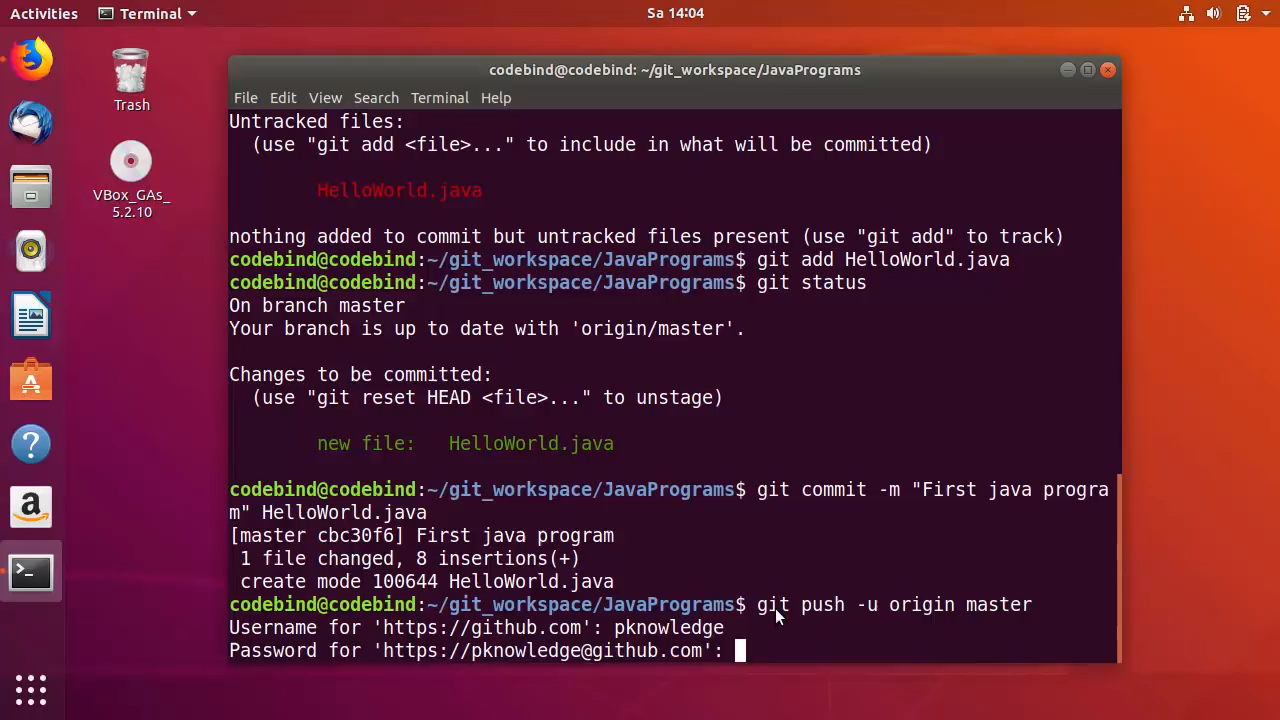 Activities
Terminal
Sa 14:04
Trash
VBox_GAs_
5.2.10
codebind@codebind: ~/git_workspace/JavaPrograms
File Edit View Search Terminal Help
Untracked files:
  (use "git add <file>..." to include in what will be committed)
        HelloWorld.java
nothing added to commit but untracked files present (use "git add" to track)
codebind@codebind:~/git_workspace/JavaPrograms$ git add HelloWorld.java
codebind@codebind:~/git_workspace/JavaPrograms$ git status
On branch master
Your branch is up to date with 'origin/master'.
Changes to be committed:
  (use "git reset HEAD <file>..." to unstage)
        new file:   HelloWorld.java
codebind@codebind:~/git_workspace/JavaPrograms$ git commit -m "First java progra
m" HelloWorld.java
[master cbc30f6] First java program
 1 file changed, 8 insertions(+)
 create mode 100644 HelloWorld.java
codebind@codebind:~/git_workspace/JavaPrograms$ git push -u origin master
Username for 'https://github.com': pknowledge
Password for 'https://pknowledge@github.com':